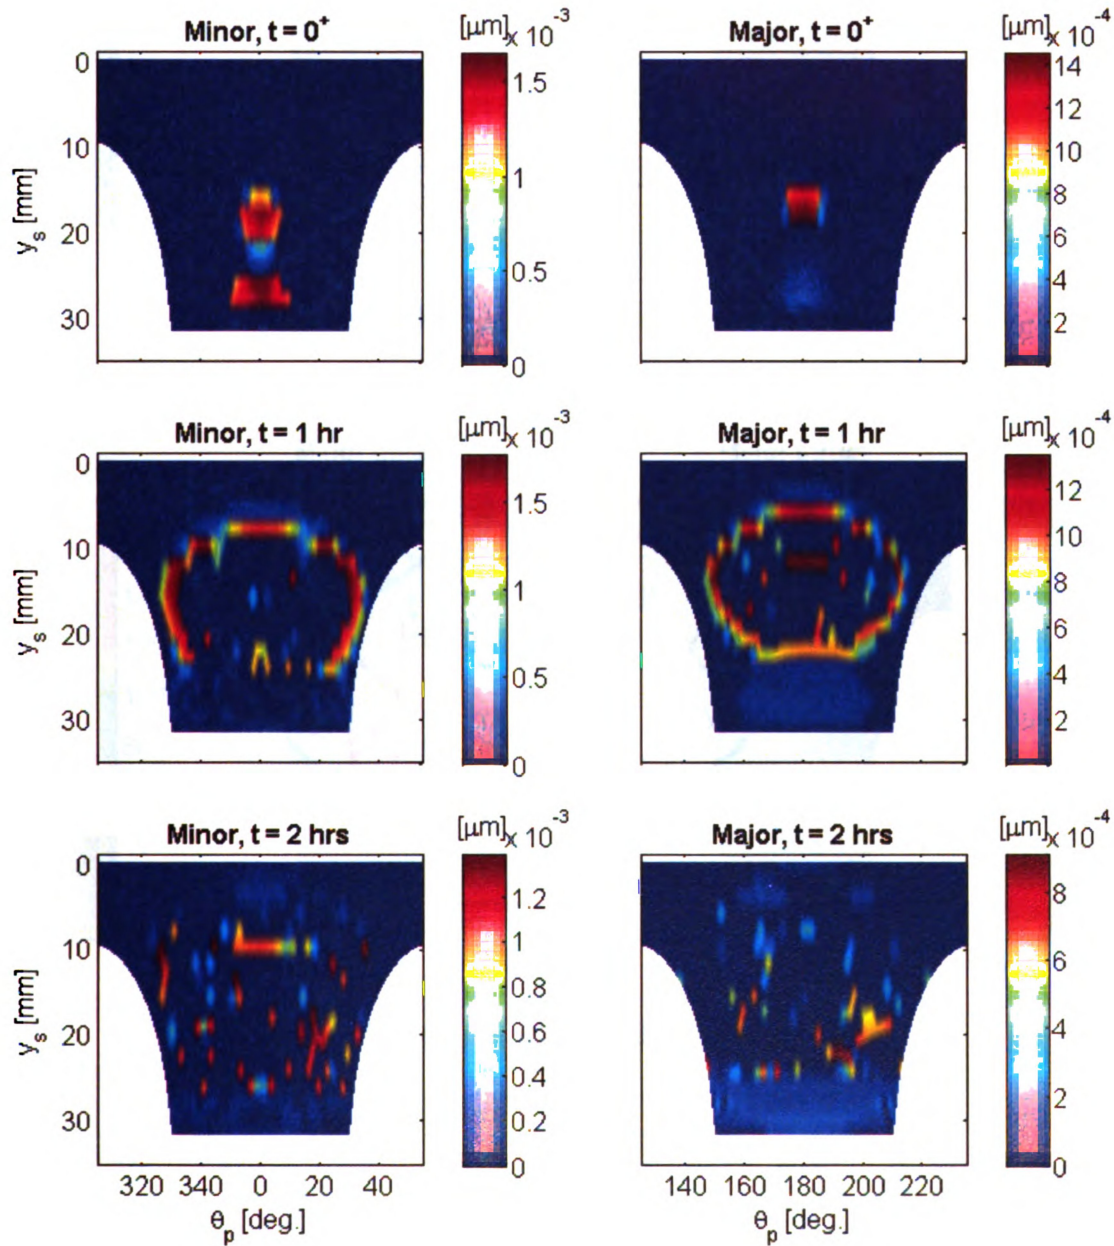 Minor, t = 0⁺
[μm] x 10⁻³
0
10
20
30
y_s [mm]
1.5
1
0.5
0
Major, t = 0⁺
[μm] x 10⁻⁴
14
12
10
8
6
4
2
Minor, t = 1 hr
[μm] x 10⁻³
0
10
20
30
y_s [mm]
1.5
1
0.5
0
Major, t = 1 hr
[μm] x 10⁻⁴
12
10
8
6
4
2
Minor, t = 2 hrs
[μm] x 10⁻³
0
10
20
30
y_s [mm]
320 340 0 20 40
θ_p [deg.]
1.2
1
0.8
0.6
0.4
0.2
0
Major, t = 2 hrs
[μm] x 10⁻⁴
140 160 180 200 220
θ_p [deg.]
8
6
4
2
0